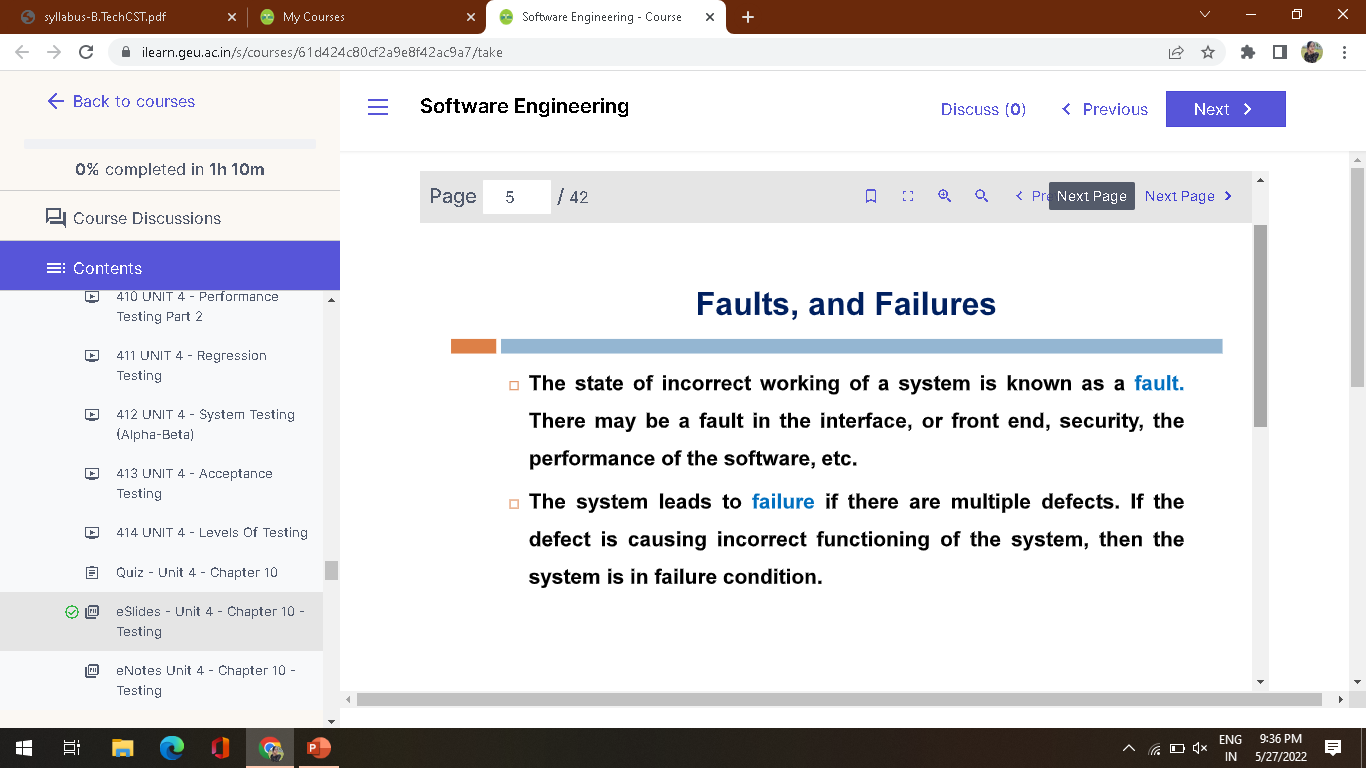 syllabus-B.TechCST.pdf
My Courses
Software Engineering - Course
ilearn.geu.ac.in/s/courses/61d424c80cf2a9e8f42ac9a7/take
Back to courses
0% completed in 1h 10m
Course Discussions
Contents
410 UNIT 4 - Performance
Testing Part 2
411 UNIT 4 - Regression
Testing
412 UNIT 4 - System Testing
(Alpha-Beta)
413 UNIT 4 - Acceptance
Testing
414 UNIT 4 - Levels Of Testing
Quiz - Unit 4 - Chapter 10
eSlides - Unit 4 - Chapter 10 -
Testing
eNotes Unit 4 - Chapter 10 -
Testing
Software Engineering
Discuss (0)
Previous
Next
Page 5 / 42
Pre
Next Page
Next Page
Faults, and Failures
The state of incorrect working of a system is known as a fault.
There may be a fault in the interface, or front end, security, the
performance of the software, etc.
The system leads to failure if there are multiple defects. If the
defect is causing incorrect functioning of the system, then the
system is in failure condition.
ENG
IN
9:36 PM
5/27/2022